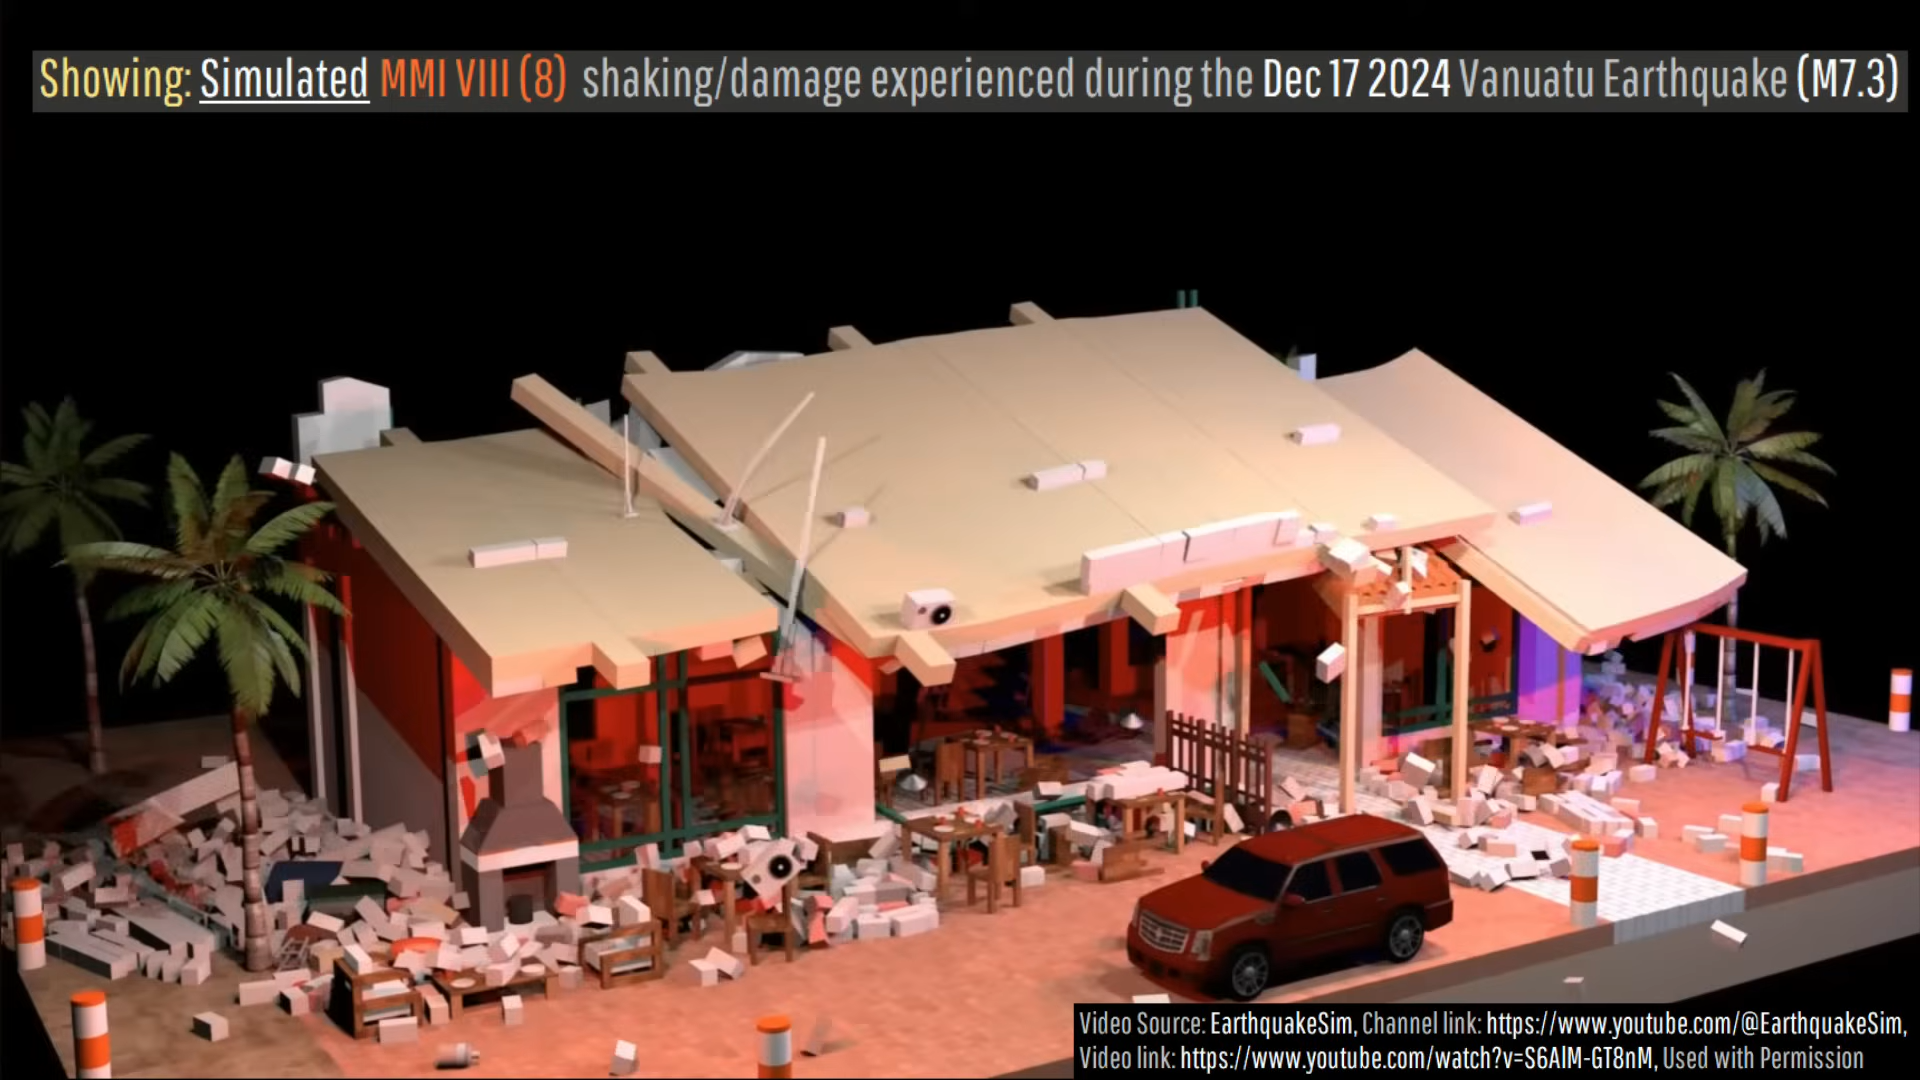 Showing: Simulated MMI VIII (8) shaking/damage experienced during the Dec 17 2024 Vanuatu Earthquake (M7.3)
Video Source: EarthquakeSim, Channel link: https://www.youtube.com/@EarthquakeSim,
Video link: https://www.youtube.com/watch?v=S6AlM-GT8nM, Used with Permission